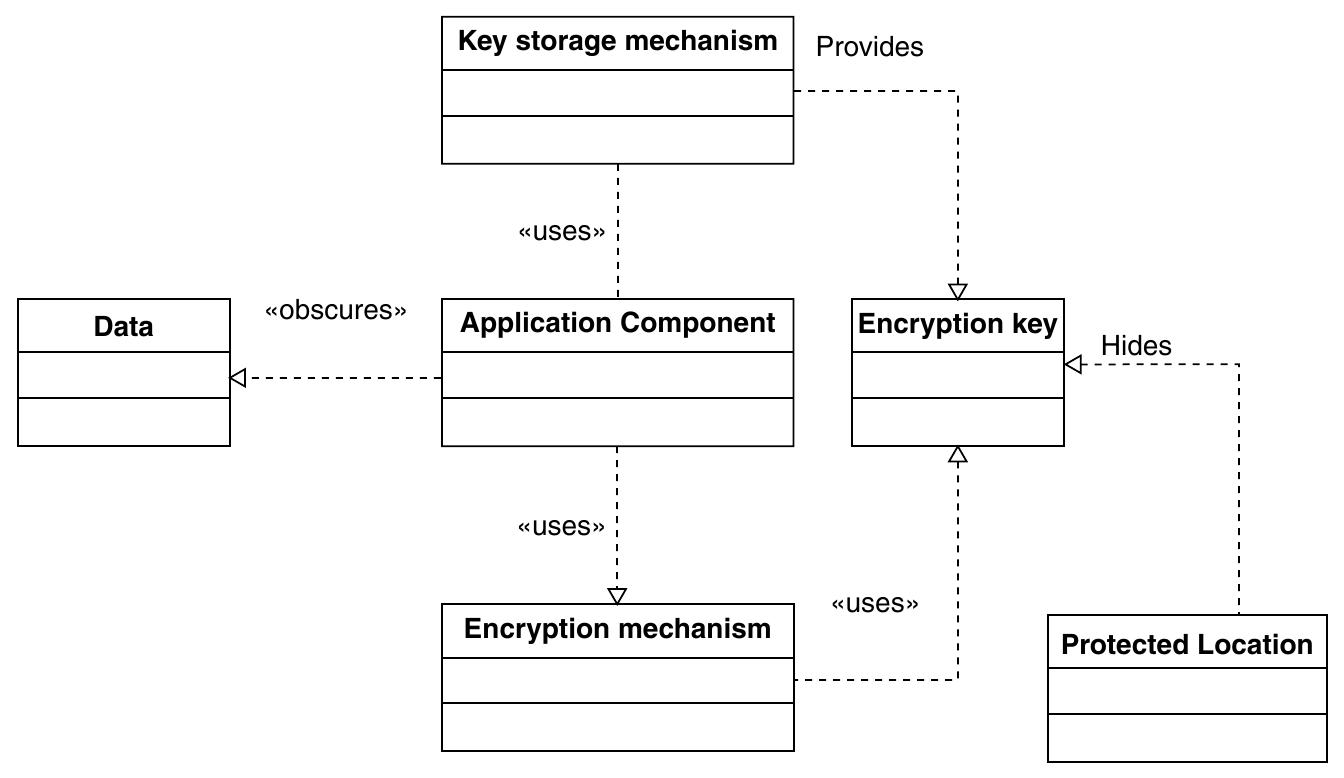 Key storage mechanism
Provides
«uses»
«obscures»
Data
Application Component
Encryption key
Hides
«uses»
«uses»
Encryption mechanism
Protected Location